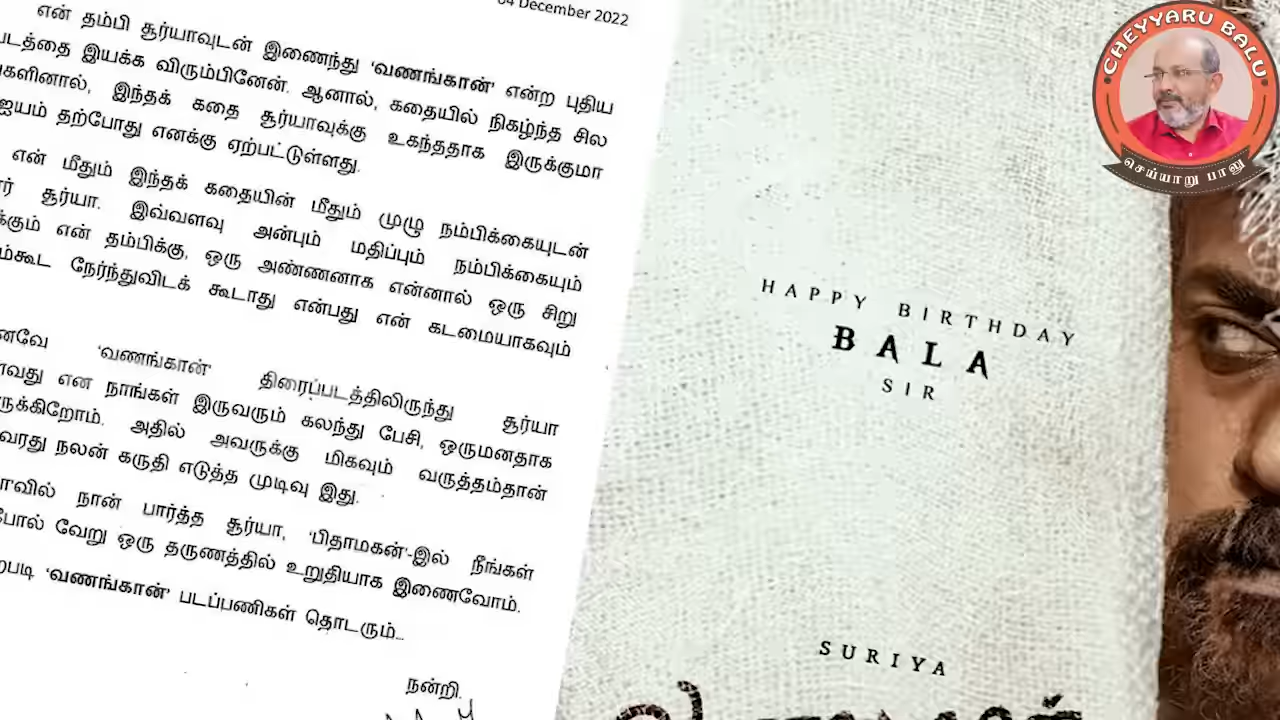 04 December 2022
என் தம்பி சூர்யாவுடன் இணைந்து ‘வணங்கான்’ என்ற புதிய
படத்தை இயக்க விரும்பினேன். ஆனால், கதையில் நிகழ்ந்த சில
இந்தக் கதை சூர்யாவுக்கு உகந்ததாக இருக்குமா
ஐயம் தற்போது எனக்கு ஏற்பட்டுள்ளது.
என் மீதும் இந்தக் கதையின் மீதும் முழு நம்பிக்கையுடன்
சூர்யா. இவ்வளவு அன்பும் மதிப்பும் நம்பிக்கையும்
என் தம்பிக்கு, ஒரு அண்ணனாக என்னால் ஒரு சிறு
நேர்ந்துவிடக் கூடாது என்பது என் கடமையாகவும்
‘வணங்கான்’ திரைப்படத்திலிருந்து சூர்யா
என நாங்கள் இருவரும் கலந்து பேசி, ஒருமனதாக
அதில் அவருக்கு மிகவும் வருத்தம்தான்
நலன் கருதி எடுத்த முடிவு இது.
நான் பார்த்த சூர்யா, ‘பிதாமகன்’-இல் நீங்கள்
போல் வேறு ஒரு தருணத்தில் உறுதியாக இணைவோம்.
‘வணங்கான்’ படப்பணிகள் தொடரும்...
நன்றி.
HAPPY BIRTHDAY
BALA
SIR
SURIYA
CHEYYARU BALU
செய்யாறு பாலு